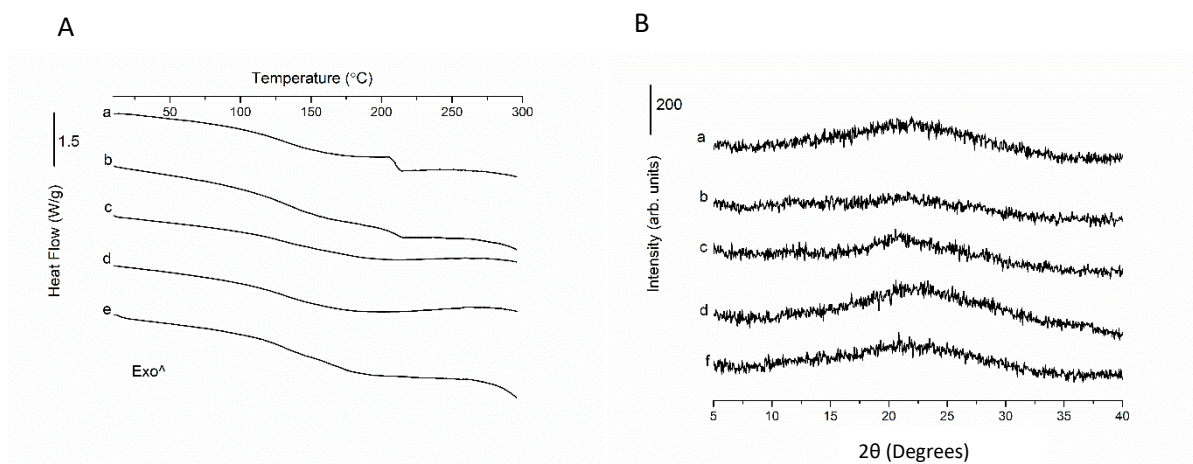 A
Temperature (°C)
50 100 150 200 250 300
1.5
Heat Flow (W/g)
a
b
c
d
e
Exo^
B
200
Intensity (arb. units)
a
b
c
d
f
5 10 15 20 25 30 35 40
2θ (Degrees)